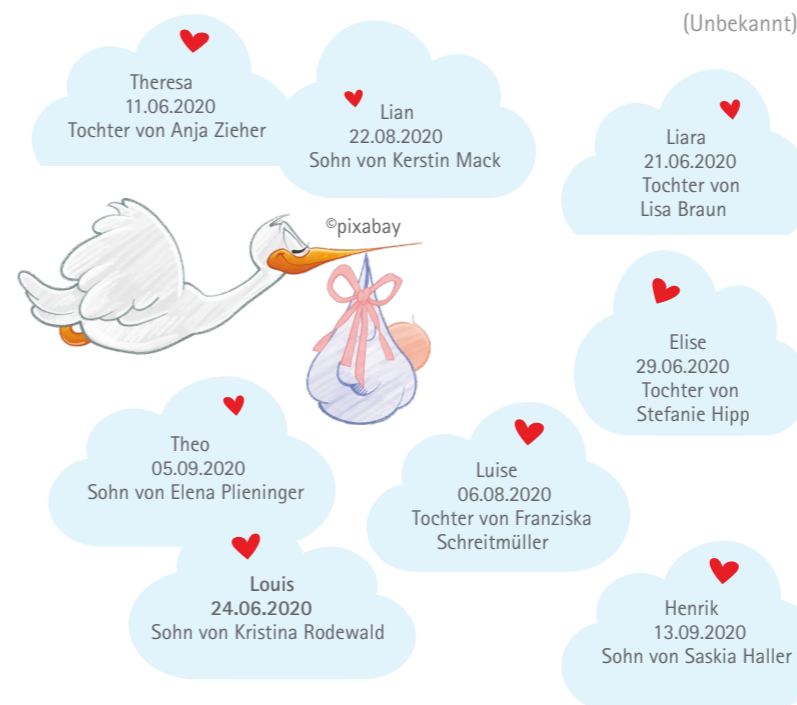 (Unbekannt)
Theresa
11.06.2020
Tochter von Anja Zieher
Lian
22.08.2020
Sohn von Kerstin Mack
Liara
21.06.2020
Tochter von
Lisa Braun
©pixabay
Elise
29.06.2020
Tochter von
Stefanie Hipp
Theo
05.09.2020
Sohn von Elena Plieninger
Luise
06.08.2020
Tochter von Franziska
Schreitmüller
Louis
24.06.2020
Sohn von Kristina Rodewald
Henrik
13.09.2020
Sohn von Saskia Haller